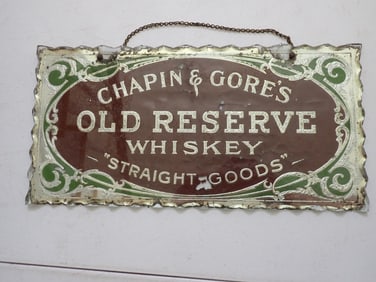 CHAPIN & GORE'S
OLD RESERVE
WHISKEY
"STRAIGHT GOODS"